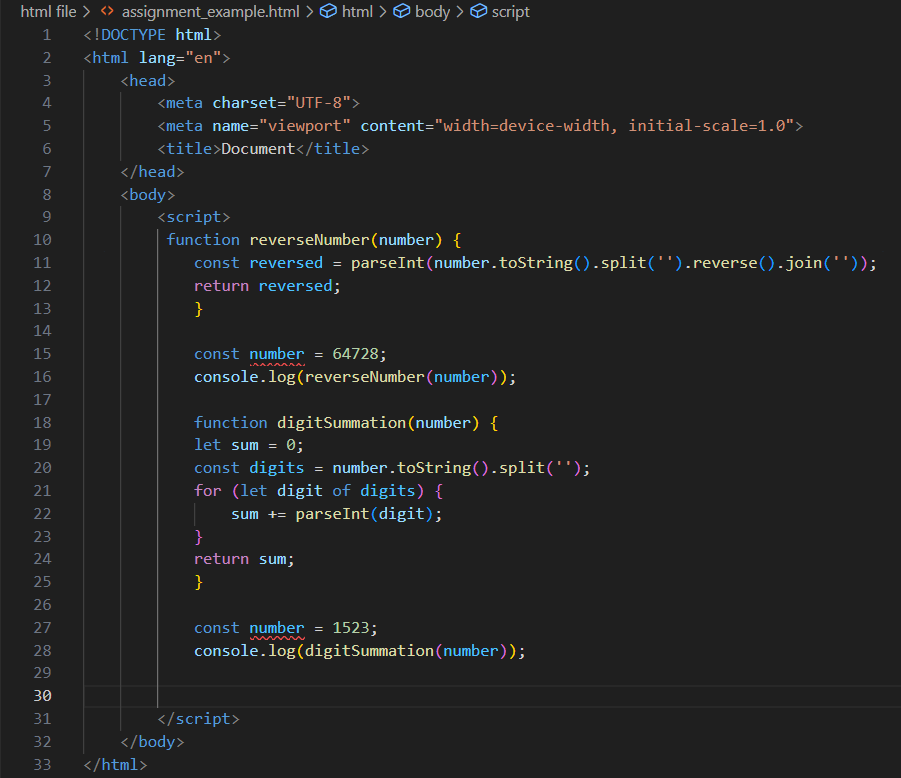 html file > assignment_example.html > html > body > script
1 <!DOCTYPE html>
2 <html lang="en">
3     <head>
4         <meta charset="UTF-8">
5         <meta name="viewport" content="width=device-width, initial-scale=1.0">
6         <title>Document</title>
7     </head>
8     <body>
9         <script>
10          function reverseNumber(number) {
11             const reversed = parseInt(number.toString().split('').reverse().join(''));
12             return reversed;
13             }
14
15             const number = 64728;
16             console.log(reverseNumber(number));
17
18             function digitSummation(number) {
19             let sum = 0;
20             const digits = number.toString().split('');
21             for (let digit of digits) {
22                 sum += parseInt(digit);
23             }
24             return sum;
25             }
26
27             const number = 1523;
28             console.log(digitSummation(number));
29
30
31         </script>
32     </body>
33 </html>